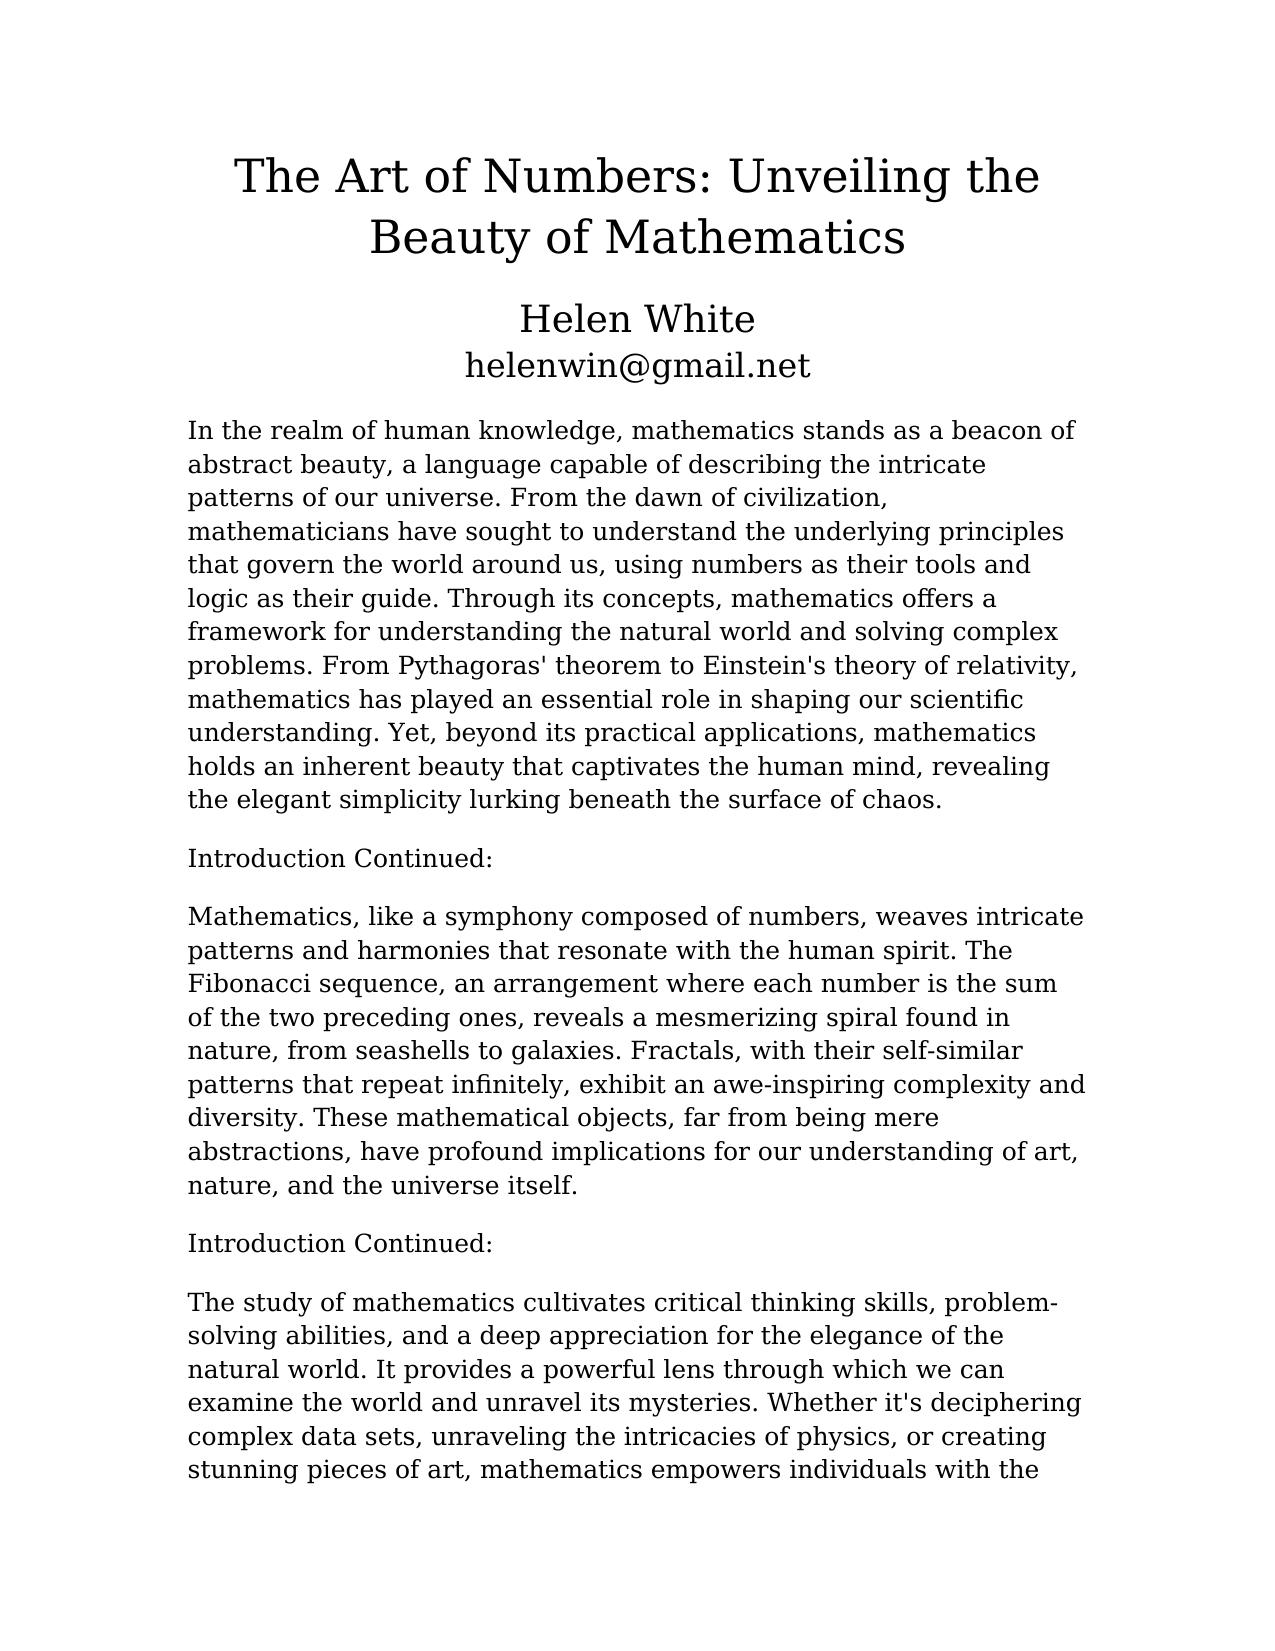 The Art of Numbers: Unveiling the
Beauty of Mathematics
Helen White
helenwin@gmail.net
In the realm of human knowledge, mathematics stands as a beacon of
abstract beauty, a language capable of describing the intricate
patterns of our universe. From the dawn of civilization,
mathematicians have sought to understand the underlying principles
that govern the world around us, using numbers as their tools and
logic as their guide. Through its concepts, mathematics offers a
framework for understanding the natural world and solving complex
problems. From Pythagoras' theorem to Einstein's theory of relativity,
mathematics has played an essential role in shaping our scientific
understanding. Yet, beyond its practical applications, mathematics
holds an inherent beauty that captivates the human mind, revealing
the elegant simplicity lurking beneath the surface of chaos.
Introduction Continued:
Mathematics, like a symphony composed of numbers, weaves intricate
patterns and harmonies that resonate with the human spirit. The
Fibonacci sequence, an arrangement where each number is the sum
of the two preceding ones, reveals a mesmerizing spiral found in
nature, from seashells to galaxies. Fractals, with their self-similar
patterns that repeat infinitely, exhibit an awe-inspiring complexity and
diversity. These mathematical objects, far from being mere
abstractions, have profound implications for our understanding of art,
nature, and the universe itself.
Introduction Continued:
The study of mathematics cultivates critical thinking skills, problem-
solving abilities, and a deep appreciation for the elegance of the
natural world. It provides a powerful lens through which we can
examine the world and unravel its mysteries. Whether it's deciphering
complex data sets, unraveling the intricacies of physics, or creating
stunning pieces of art, mathematics empowers individuals with the